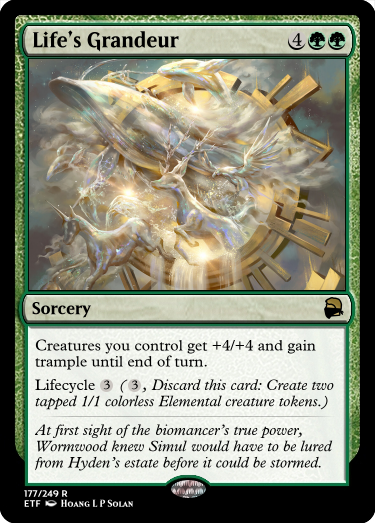 Life's Grandeur 4
Sorcery
Creatures you control get +4/+4 and gain
trample until end of turn.
Lifecycle 3 (3, Discard this card: Create two
tapped 1/1 colorless Elemental creature tokens.)
At first sight of the biomancer's true power,
Wormwood knew Simul would have to be lured
from Hyden's estate before it could be stormed.
177/249 R
ETF Hoang L P Solan